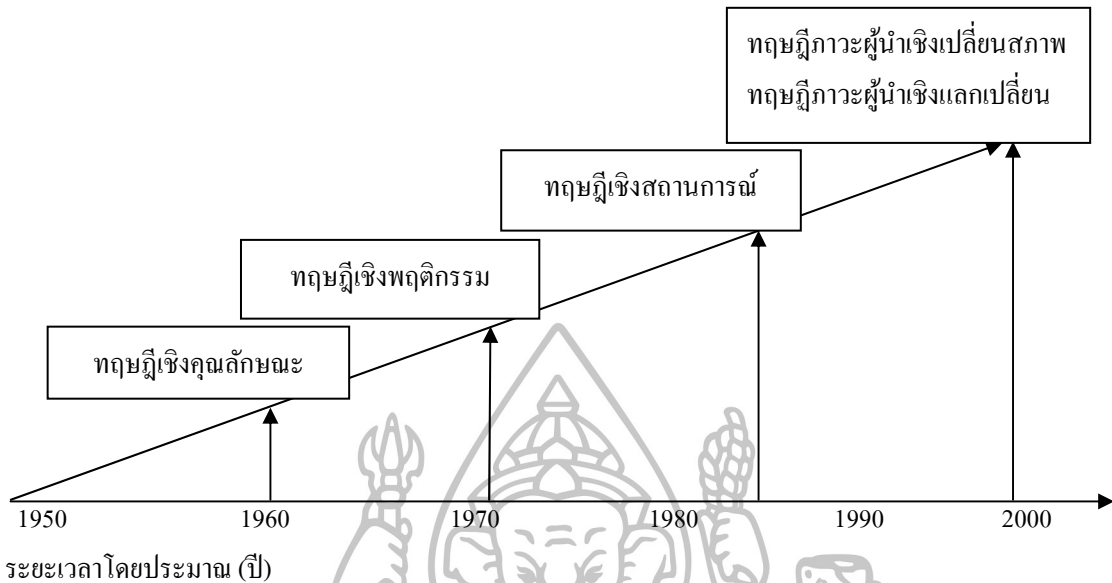 ทฤษฎีภาวะผู้นำเชิงเปลี่ยนสภาพ
ทฤษฎีภาวะผู้นำเชิงแลกเปลี่ยน
ทฤษฎีเชิงสถานการณ์
ทฤษฎีเชิงพฤติกรรม
ทฤษฎีเชิงคุณลักษณะ
1950 1960 1970 1980 1990 2000
ระยะเวลาโดยประมาณ (ปี)